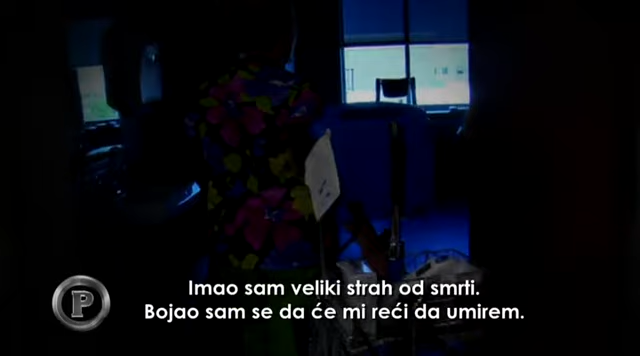 Imao sam veliki strah od smrti.
Bojao sam se da će mi reći da umirem.
P